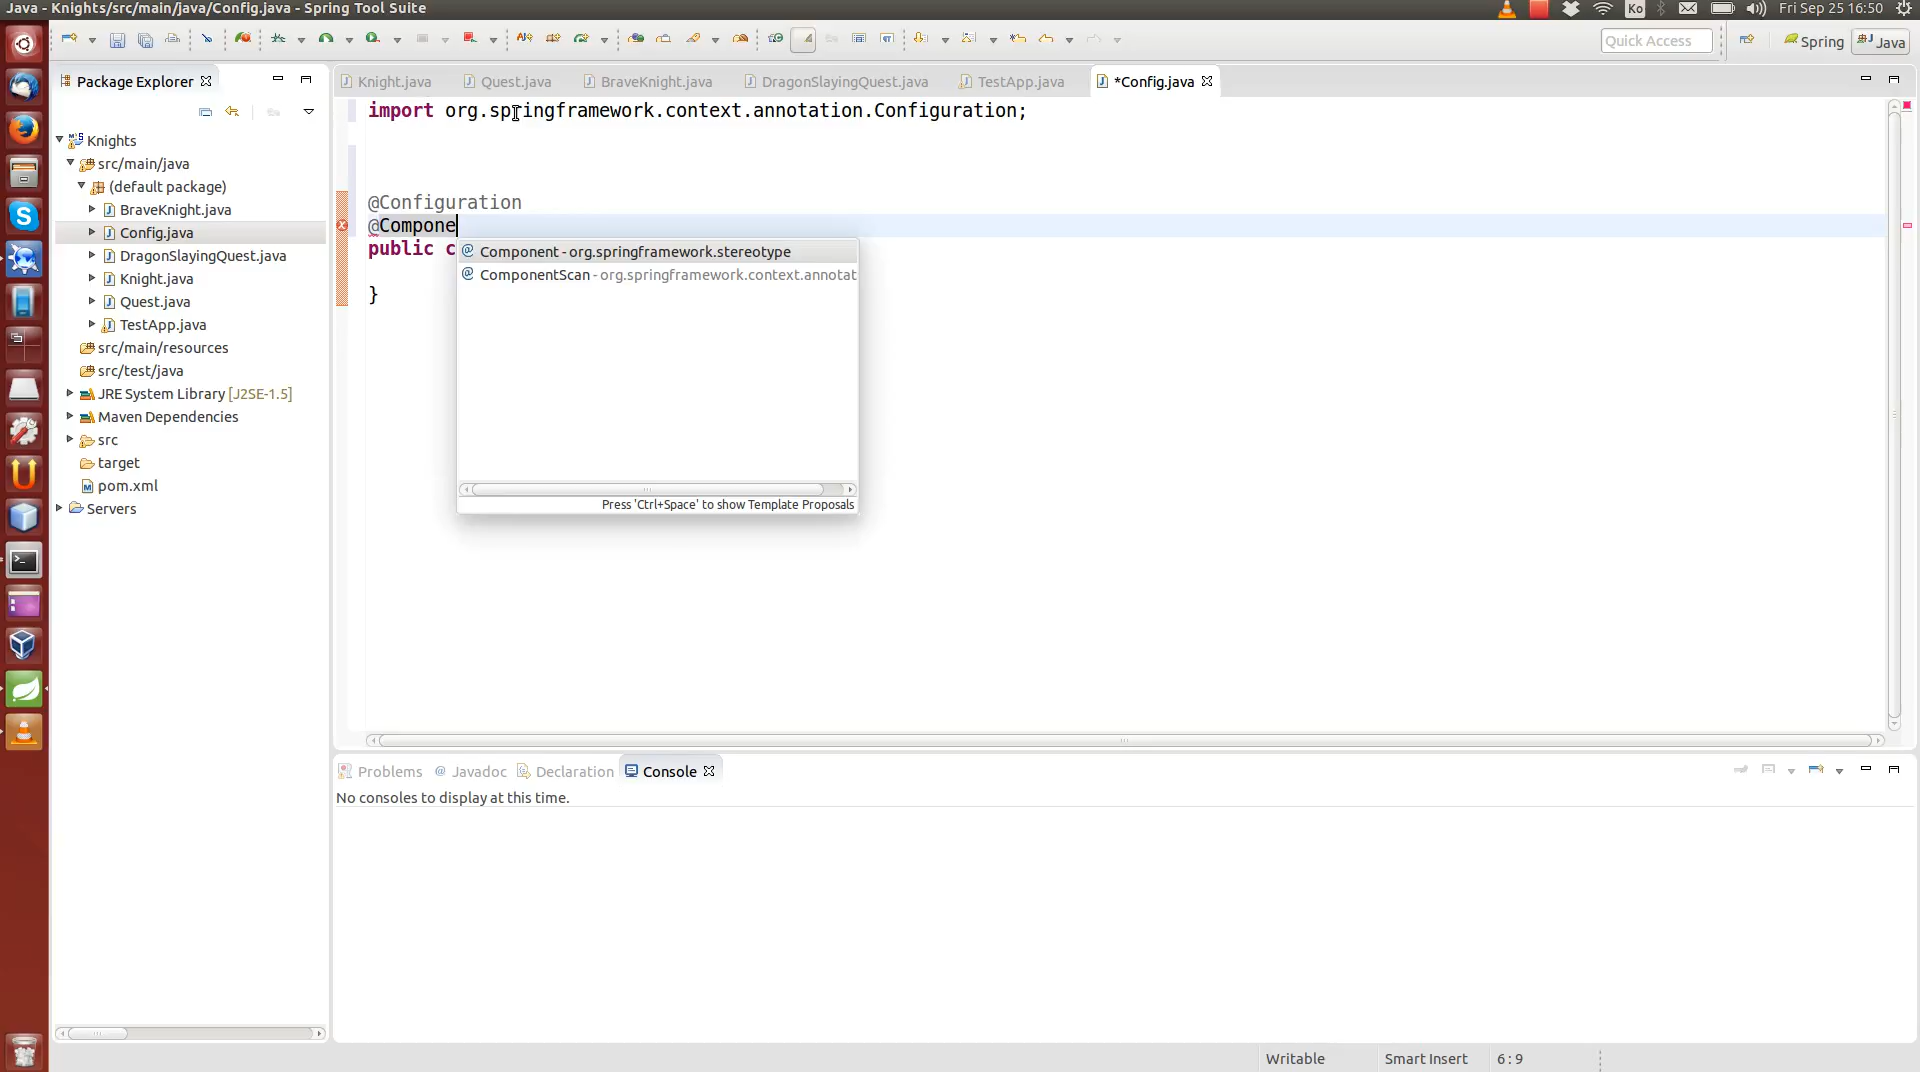 Java - Knights/src/main/java/Config.java - Spring Tool Suite
Ko
Fri Sep 25 16:50
Quick Access
Spring
Java
Package Explorer
Knight.java
Quest.java
BraveKnight.java
DragonSlayingQuest.java
TestApp.java
*Config.java
Knights
src/main/java
(default package)
BraveKnight.java
Config.java
DragonSlayingQuest.java
Knight.java
Quest.java
TestApp.java
src/main/resources
src/test/java
JRE System Library [J2SE-1.5]
Maven Dependencies
src
target
pom.xml
Servers
import org.springframework.context.annotation.Configuration;
@Configuration
@Compone
public c
}
Component - org.springframework.stereotype
ComponentScan - org.springframework.context.annotat
Press 'Ctrl+Space' to show Template Proposals
Problems
@ Javadoc
Declaration
Console
No consoles to display at this time.
Writable
Smart Insert
6 : 9